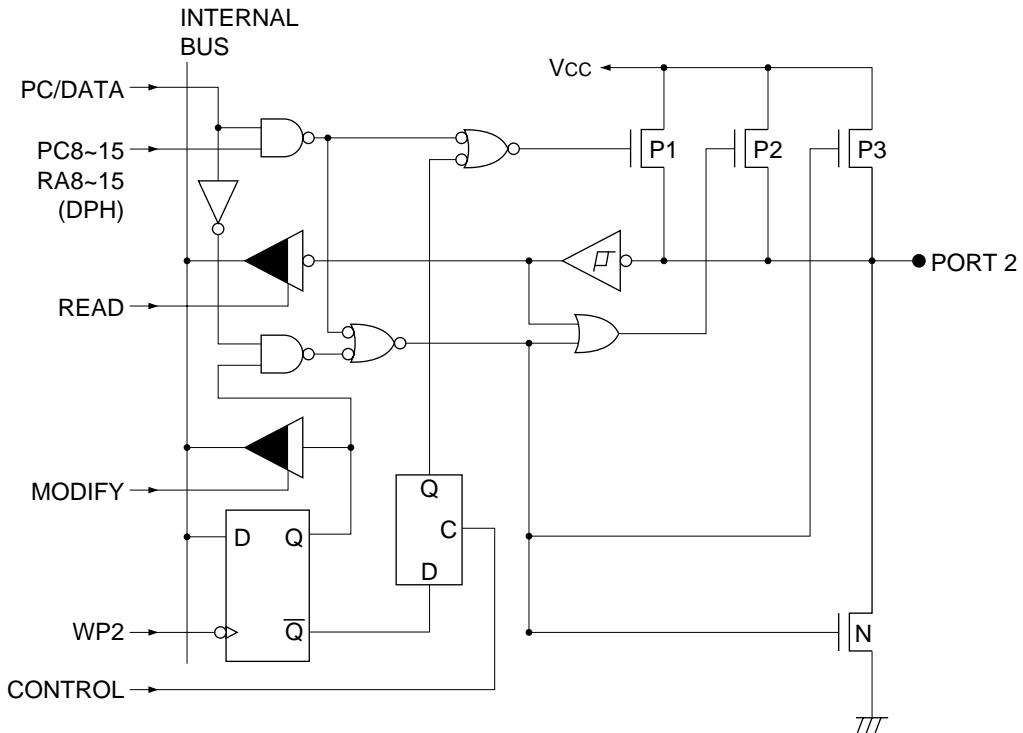 INTERNAL
BUS
PC/DATA
PC8~15
RA8~15
(DPH)
READ
MODIFY
WP2
CONTROL
VCC
P1
P2
P3
PORT 2
D
Q
Q̅
Q
C
D
N